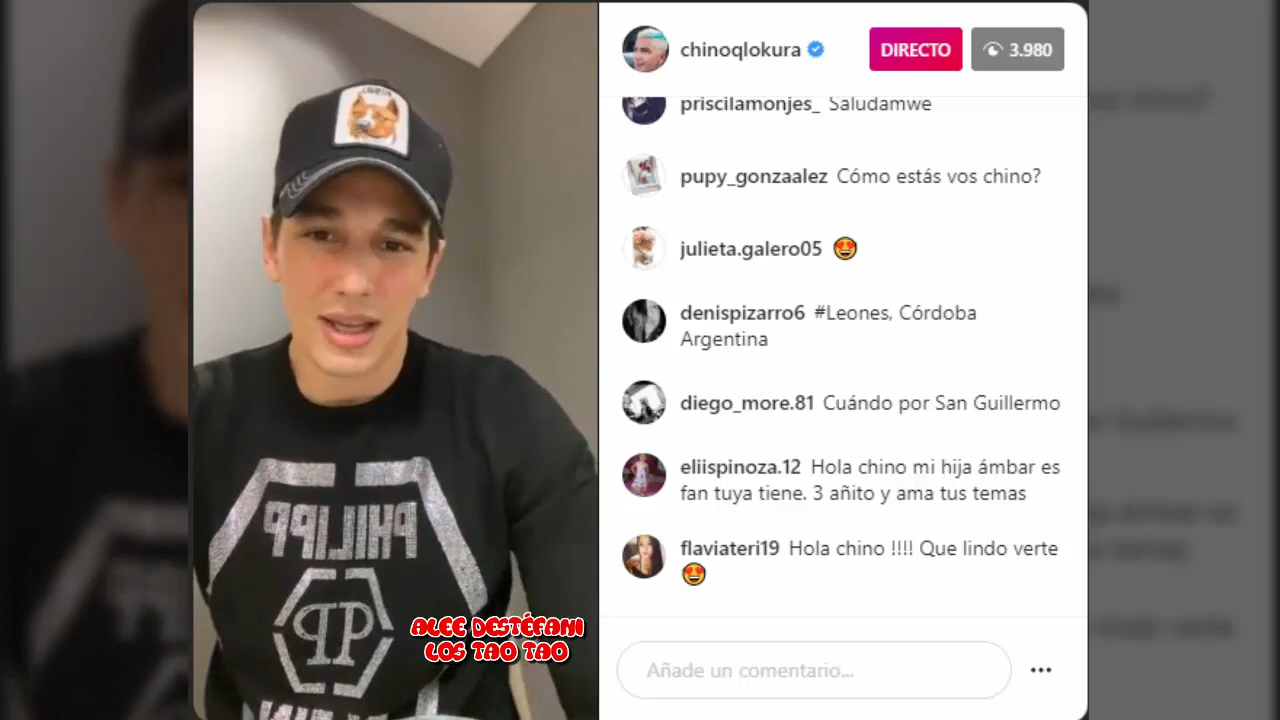 chinoqlokura
DIRECTO
3.980
priscilamonjes_ Saludamwe
pupy_gonzaalez Cómo estás vos chino?
julieta.galero05 😍
denispizarro6 #Leones, Córdoba
Argentina
diego_more.81 Cuándo por San Guillermo
eliispinoza.12 Hola chino mi hija ámbar es
fan tuya tiene. 3 añito y ama tus temas
flaviateri19 Hola chino !!!! Que lindo verte
😍
Añade un comentario...
PHILIPP
PP
ALEE DESTÉFANI
LOS TAO TAO